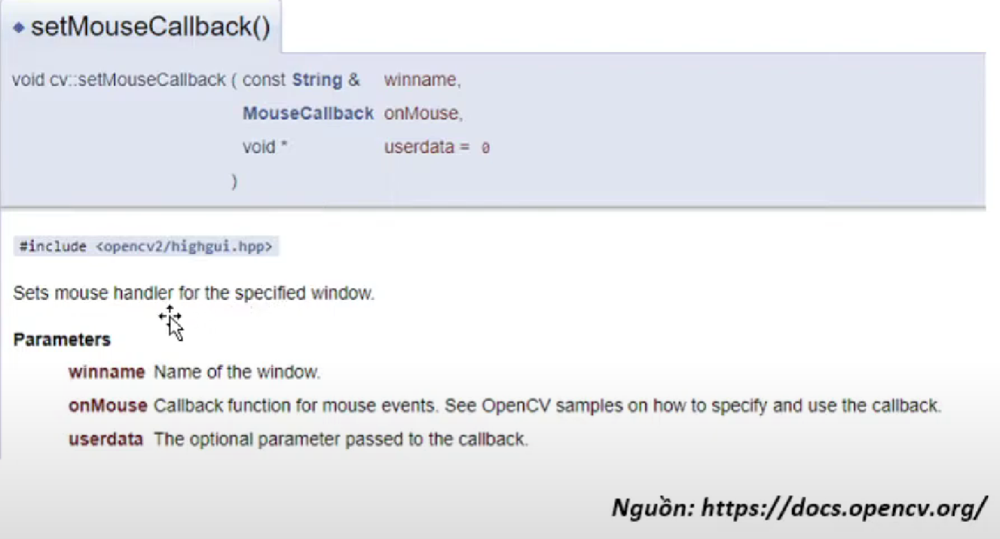 setMouseCallback()
void cv::setMouseCallback ( const String & winname,
MouseCallback onMouse,
void * userdata = 0
)
#include <opencv2/highgui.hpp>
Sets mouse handler for the specified window.
Parameters
winname Name of the window.
onMouse Callback function for mouse events. See OpenCV samples on how to specify and use the callback.
userdata The optional parameter passed to the callback.
Nguồn: https://docs.opencv.org/